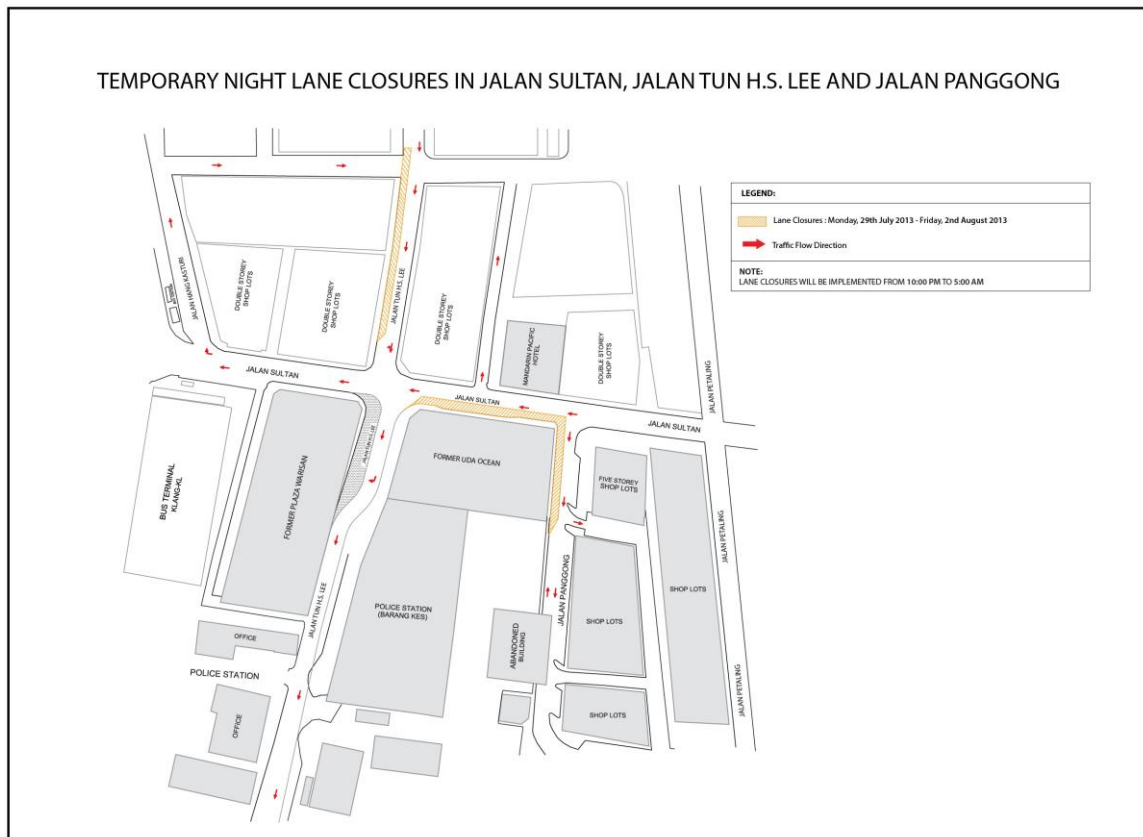 TEMPORARY NIGHT LANE CLOSURES IN JALAN SULTAN, JALAN TUN H.S. LEE AND JALAN PANGGONG
LEGEND:
Lane Closures : Monday, 29th July 2013 - Friday, 2nd August 2013
Traffic Flow Direction
NOTE:
LANE CLOSURES WILL BE IMPLEMENTED FROM 10:00 PM TO 5:00 AM
JALAN HANG KASTURI
DOUBLE STOREY
SHOP LOTS
DOUBLE STOREY
SHOP LOTS
JALAN TUN H.S. LEE
DOUBLE STOREY
SHOP LOTS
MANDARIN PACIFIC
HOTEL
DOUBLE STOREY
SHOP LOTS
JALAN PETALING
JALAN SULTAN
JALAN SULTAN
JALAN SULTAN
BUS TERMINAL
KLANG-KL
FORMER PLAZA WARISAN
JALAN TUN H.S. LEE
FORMER UDA OCEAN
FIVE STOREY
SHOP LOTS
JALAN PETALING
JALAN TUN H.S. LEE
POLICE STATION
(BARANG KES)
JALAN PANGGONG
SHOP LOTS
SHOP LOTS
ABANDONED
BUILDING
OFFICE
POLICE STATION
OFFICE
SHOP LOTS
JALAN PETALING